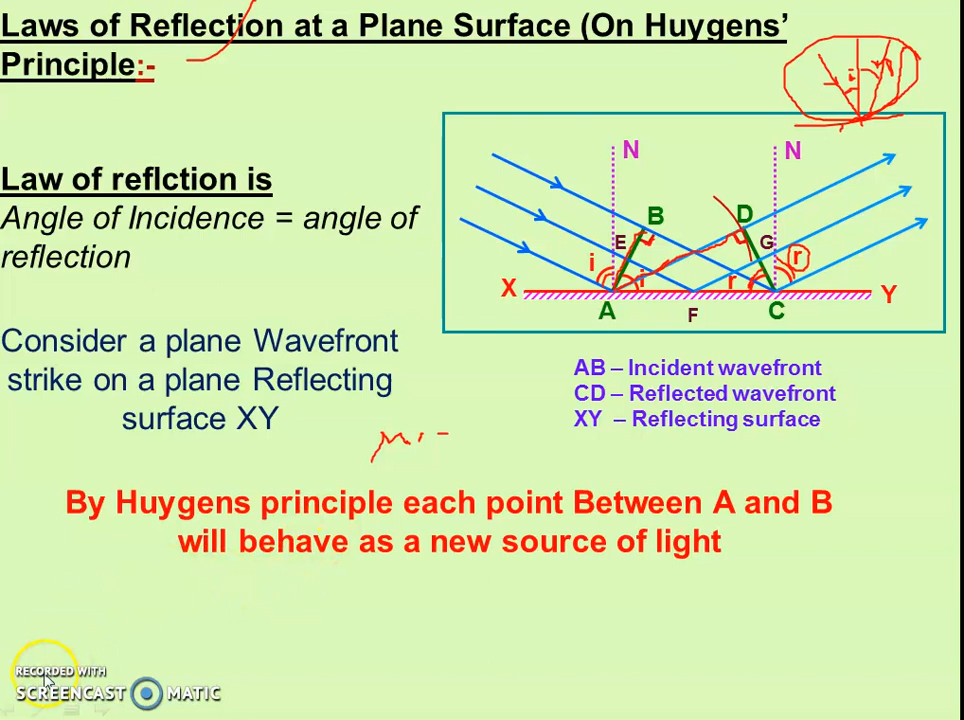 Laws of Reflection at a Plane Surface (On Huygens'
Principle:-
Law of reflction is
Angle of Incidence = angle of
reflection
Consider a plane Wavefront
strike on a plane Reflecting
surface XY
i
N
N
B
D
E
G
i
i
r
r
X
Y
A
F
C
AB – Incident wavefront
CD – Reflected wavefront
XY – Reflecting surface
By Huygens principle each point Between A and B
will behave as a new source of light
RECORDED WITH
SCREENCAST MATIC